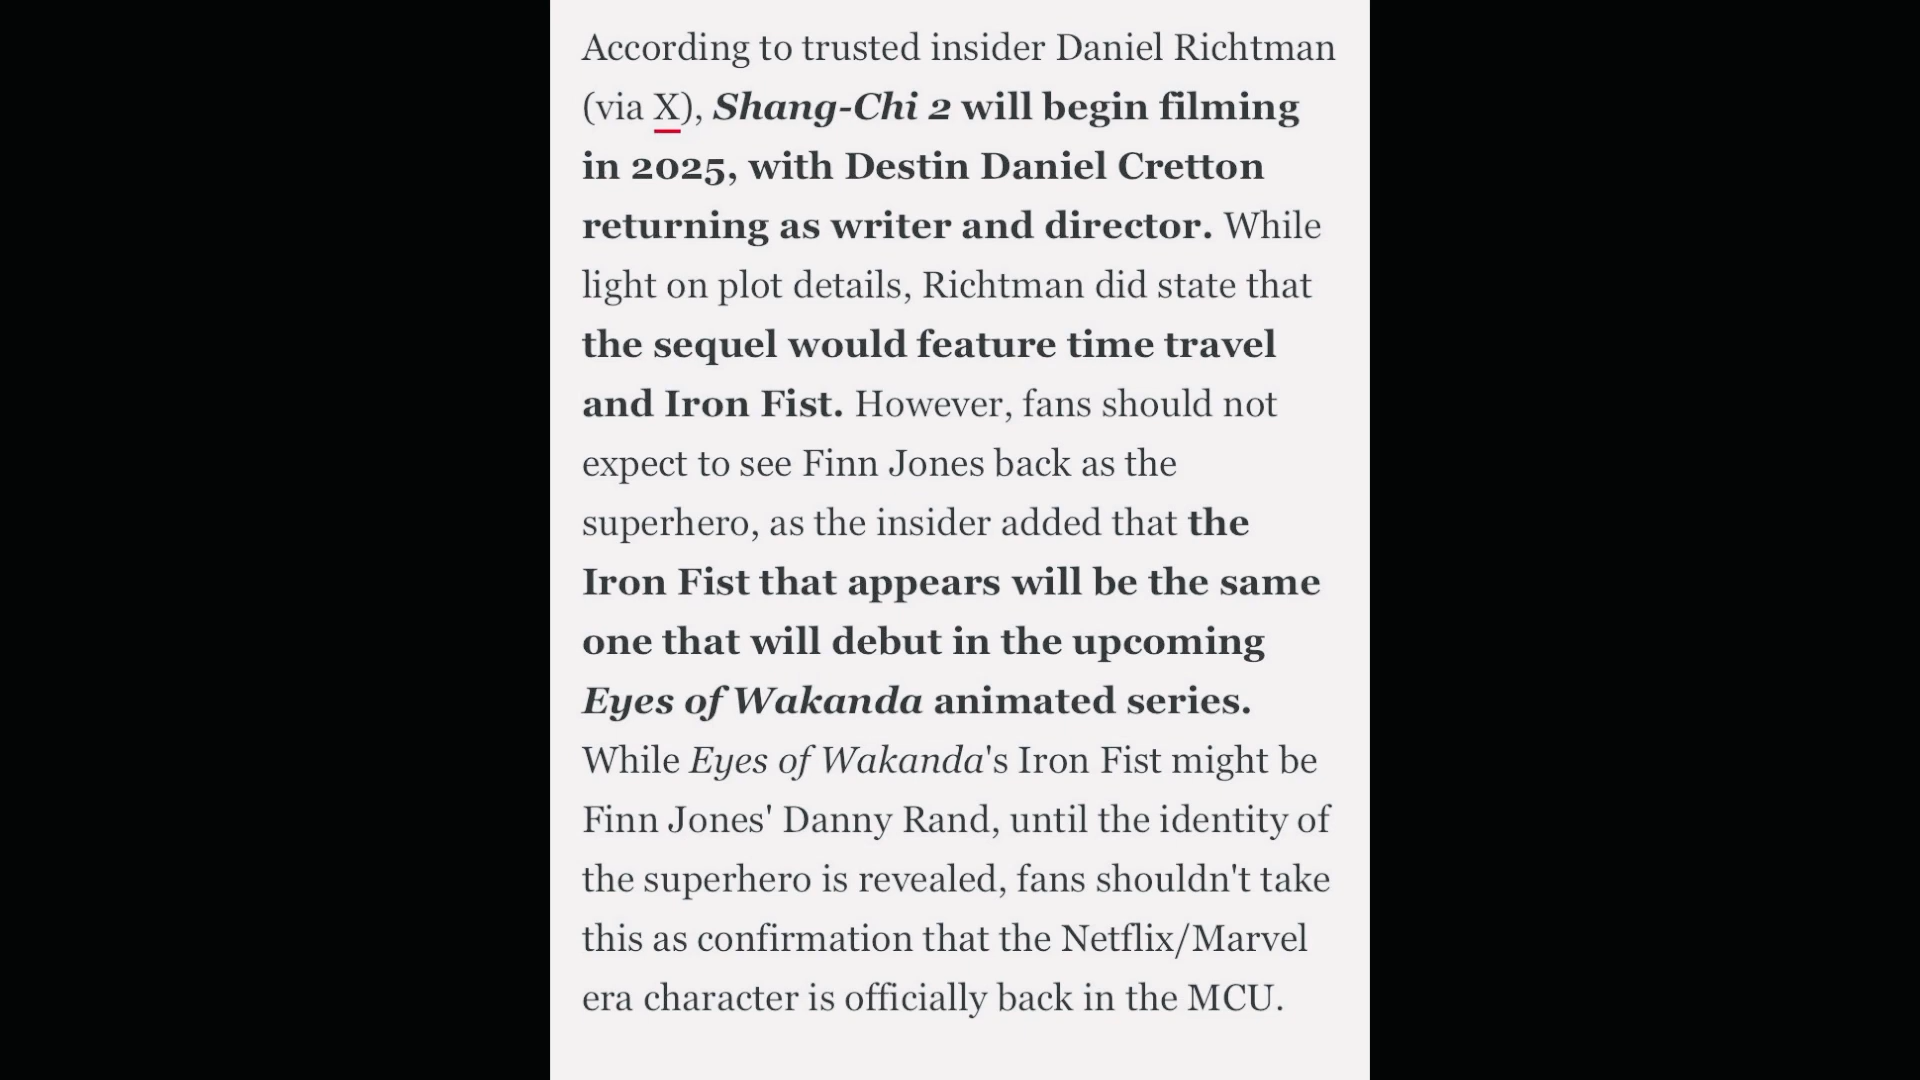 According to trusted insider Daniel Richtman
(via X), Shang-Chi 2 will begin filming
in 2025, with Destin Daniel Cretton
returning as writer and director. While
light on plot details, Richtman did state that
the sequel would feature time travel
and Iron Fist. However, fans should not
expect to see Finn Jones back as the
superhero, as the insider added that the
Iron Fist that appears will be the same
one that will debut in the upcoming
Eyes of Wakanda animated series.
While Eyes of Wakanda's Iron Fist might be
Finn Jones' Danny Rand, until the identity of
the superhero is revealed, fans shouldn't take
this as confirmation that the Netflix/Marvel
era character is officially back in the MCU.